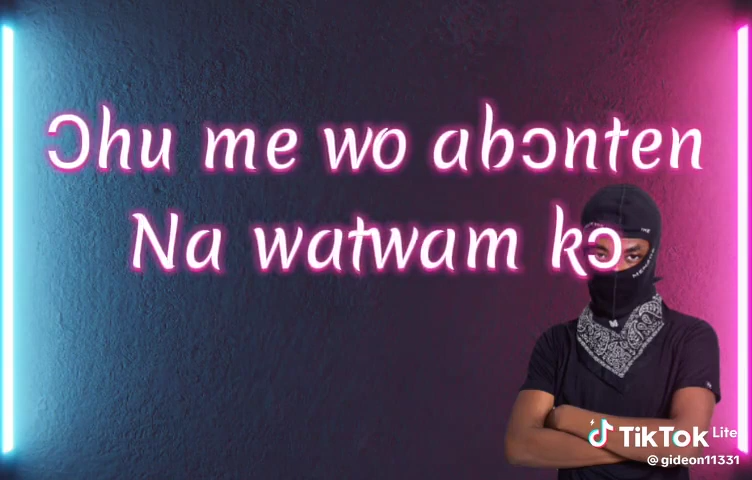 Ɔhu me wo abɔnten
Na watwam kɔ
TikTok Lite
@gideon11331